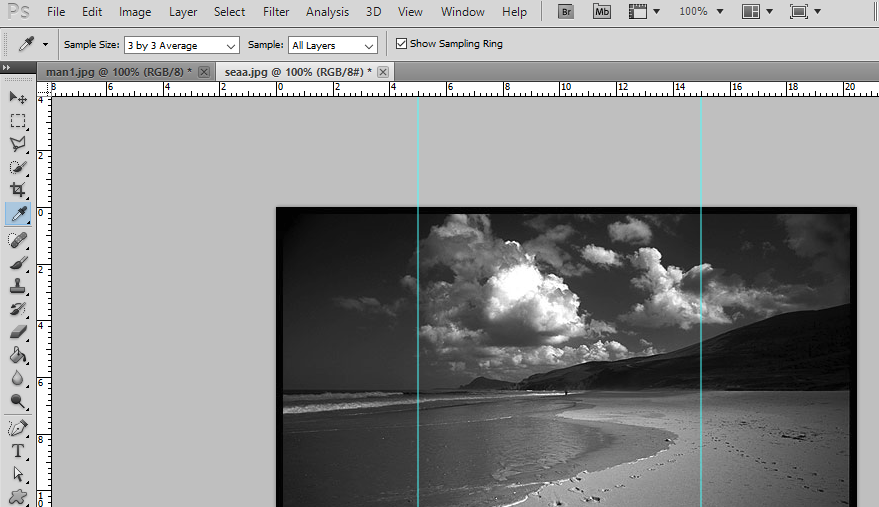 Ps File Edit Image Layer Select Filter Analysis 3D View Window Help Br Mb 100%
Sample Size: 3 by 3 Average Sample: All Layers Show Sampling Ring
man1.jpg @ 100% (RGB/8) * seaa.jpg @ 100% (RGB/8#) *
8 6 4 2 0 2 4 6 8 10 12 14 16 18 20
4
2
0
2
4
6
8
10
T